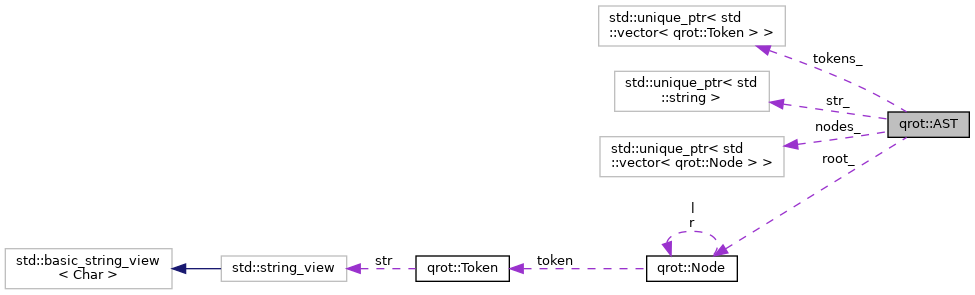 std::unique_ptr< std
::vector< qrot::Token > >
tokens_
std::unique_ptr< std
::string >
str_
qrot::AST
nodes_
std::unique_ptr< std
::vector< qrot::Node > >
root_
l
r
std::basic_string_view
< Char >
std::string_view
str
qrot::Token
token
qrot::Node